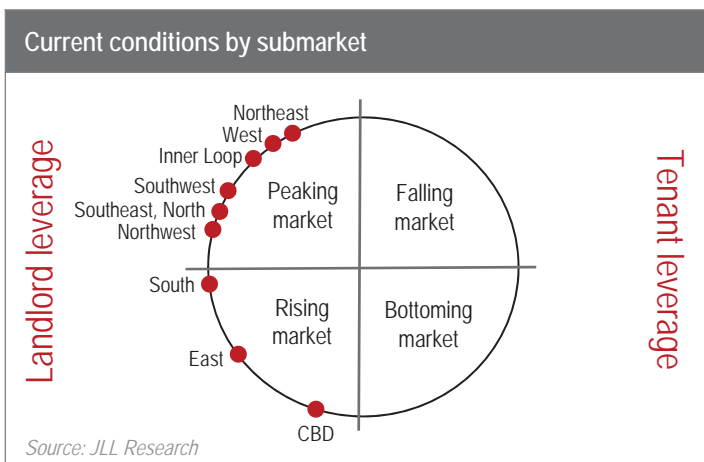 Current conditions by submarket
Landlord leverage
Northeast
West
Inner Loop
Southwest
Southeast, North
Northwest
South
East
CBD
Peaking
market
Falling
market
Rising
market
Bottoming
market
Tenant leverage
Source: JLL Research